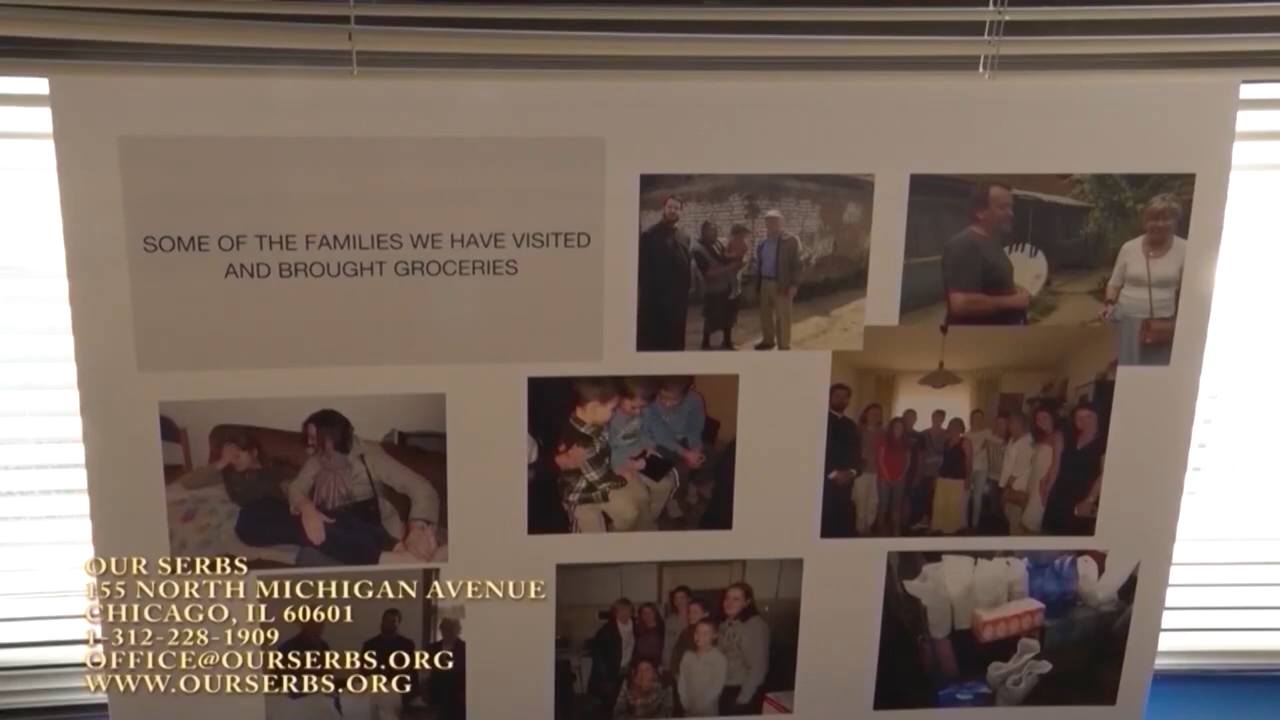 SOME OF THE FAMILIES WE HAVE VISITED
AND BROUGHT GROCERIES
OUR SERBS
155 NORTH MICHIGAN AVENUE
CHICAGO, IL 60601
1-312-228-1909
OFFICE@OURSERBS.ORG
WWW.OURSERBS.ORG